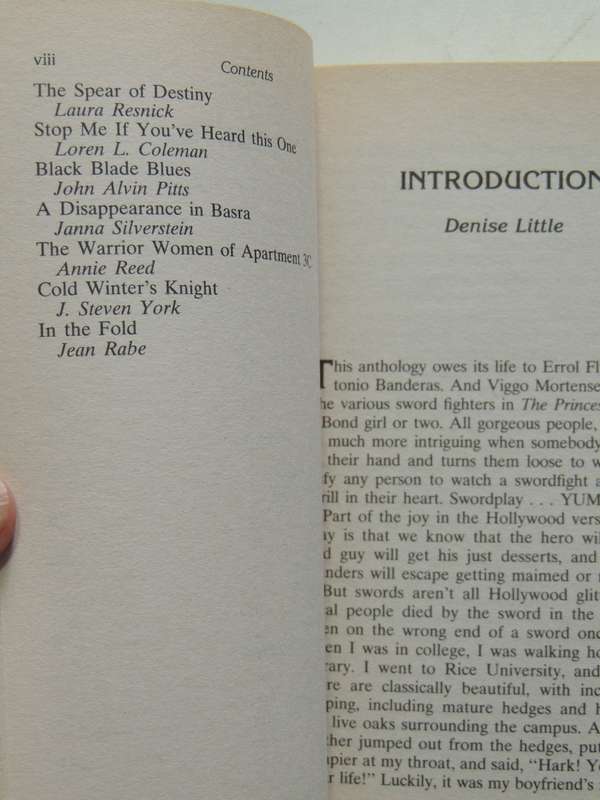 viii
Contents
The Spear of Destiny
Laura Resnick
Stop Me If You've Heard this One
Loren L. Coleman
Black Blade Blues
John Alvin Pitts
A Disappearance in Basra
Janna Silverstein
The Warrior Women of Apartment 3C
Annie Reed
Cold Winter's Knight
J. Steven York
In the Fold
Jean Rabe
INTRODUCTION
Denise Little
This anthology owes its life to Errol Fl
tonio Banderas. And Viggo Mortense
he various sword fighters in The Princes
Bond girl or two. All gorgeous people,
much more intriguing when somebody
their hand and turns them loose to w
fy any person to watch a swordfight a
rill in their heart. Swordplay . . . YUM
Part of the joy in the Hollywood vers
ay is that we know that the hero wil
d guy will get his just desserts, and
nders will escape getting maimed or
But swords aren't all Hollywood glit
al people died by the sword in the
en on the wrong end of a sword onc
en I was in college, I was walking ho
rary. I went to Rice University, and
re are classically beautiful, with inc
ping, including mature hedges and h
live oaks surrounding the campus. A
her jumped out from the hedges, put
apier at my throat, and said, "Hark! Yo
r life!" Luckily, it was my boyfriend's